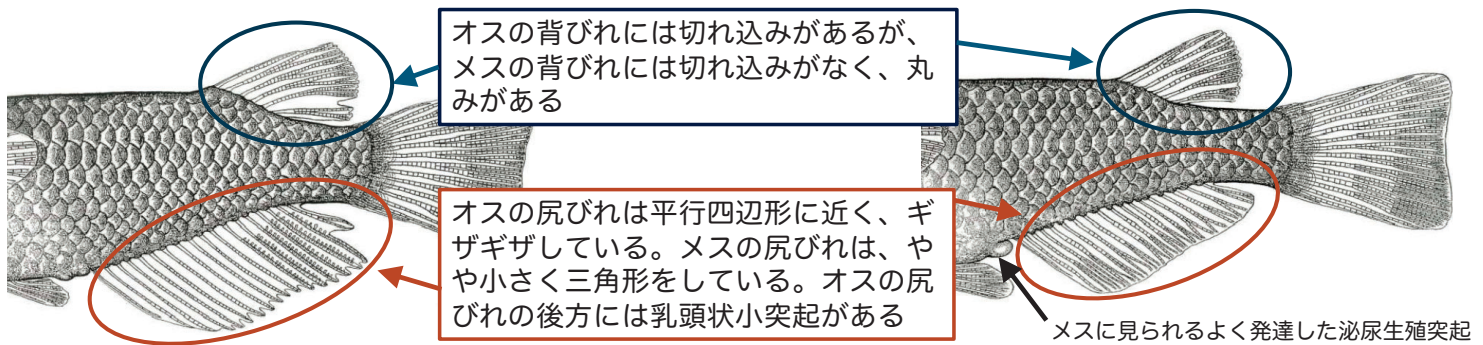 オスの背びれには切れ込みがあるが、
メスの背びれには切れ込みがなく、丸
みがある
オスの尻びれは平行四辺形に近く、ギ
ザギザしている。メスの尻びれは、や
や小さく三角形をしている。オスの尻
びれの後方には乳頭状小突起がある
メスに見られるよく発達した泌尿生殖突起